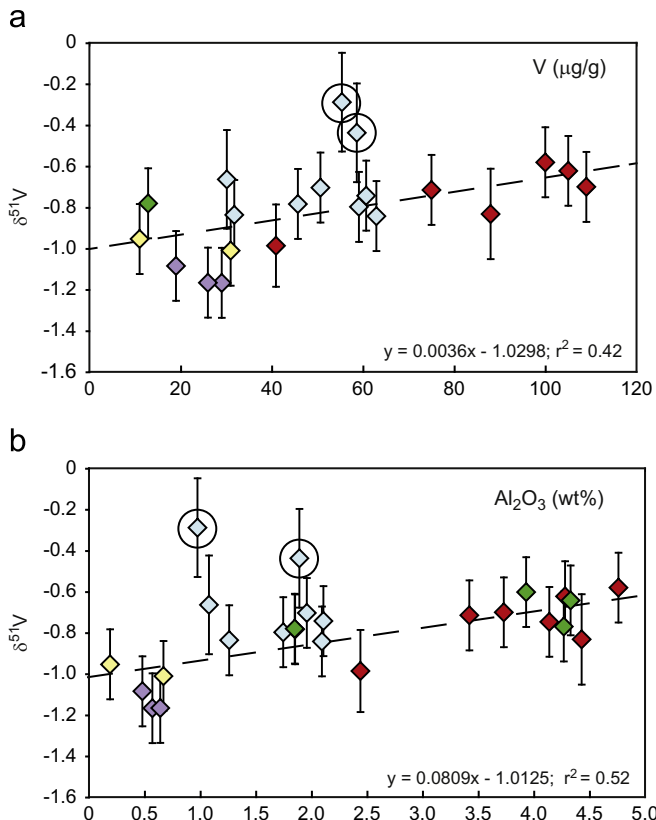 a
0
-0.2
-0.4
-0.6
-0.8
-1.0
-1.2
-1.4
-1.6
δ51V
V (μg/g)
y = 0.0036x - 1.0298; r2 = 0.42
0 20 40 60 80 100 120
b
0
-0.2
-0.4
-0.6
-0.8
-1.0
-1.2
-1.4
-1.6
δ51V
Al2O3 (wt%)
y = 0.0809x - 1.0125; r2 = 0.52
0 0.5 1.0 1.5 2.0 2.5 3.0 3.5 4.0 4.5 5.0